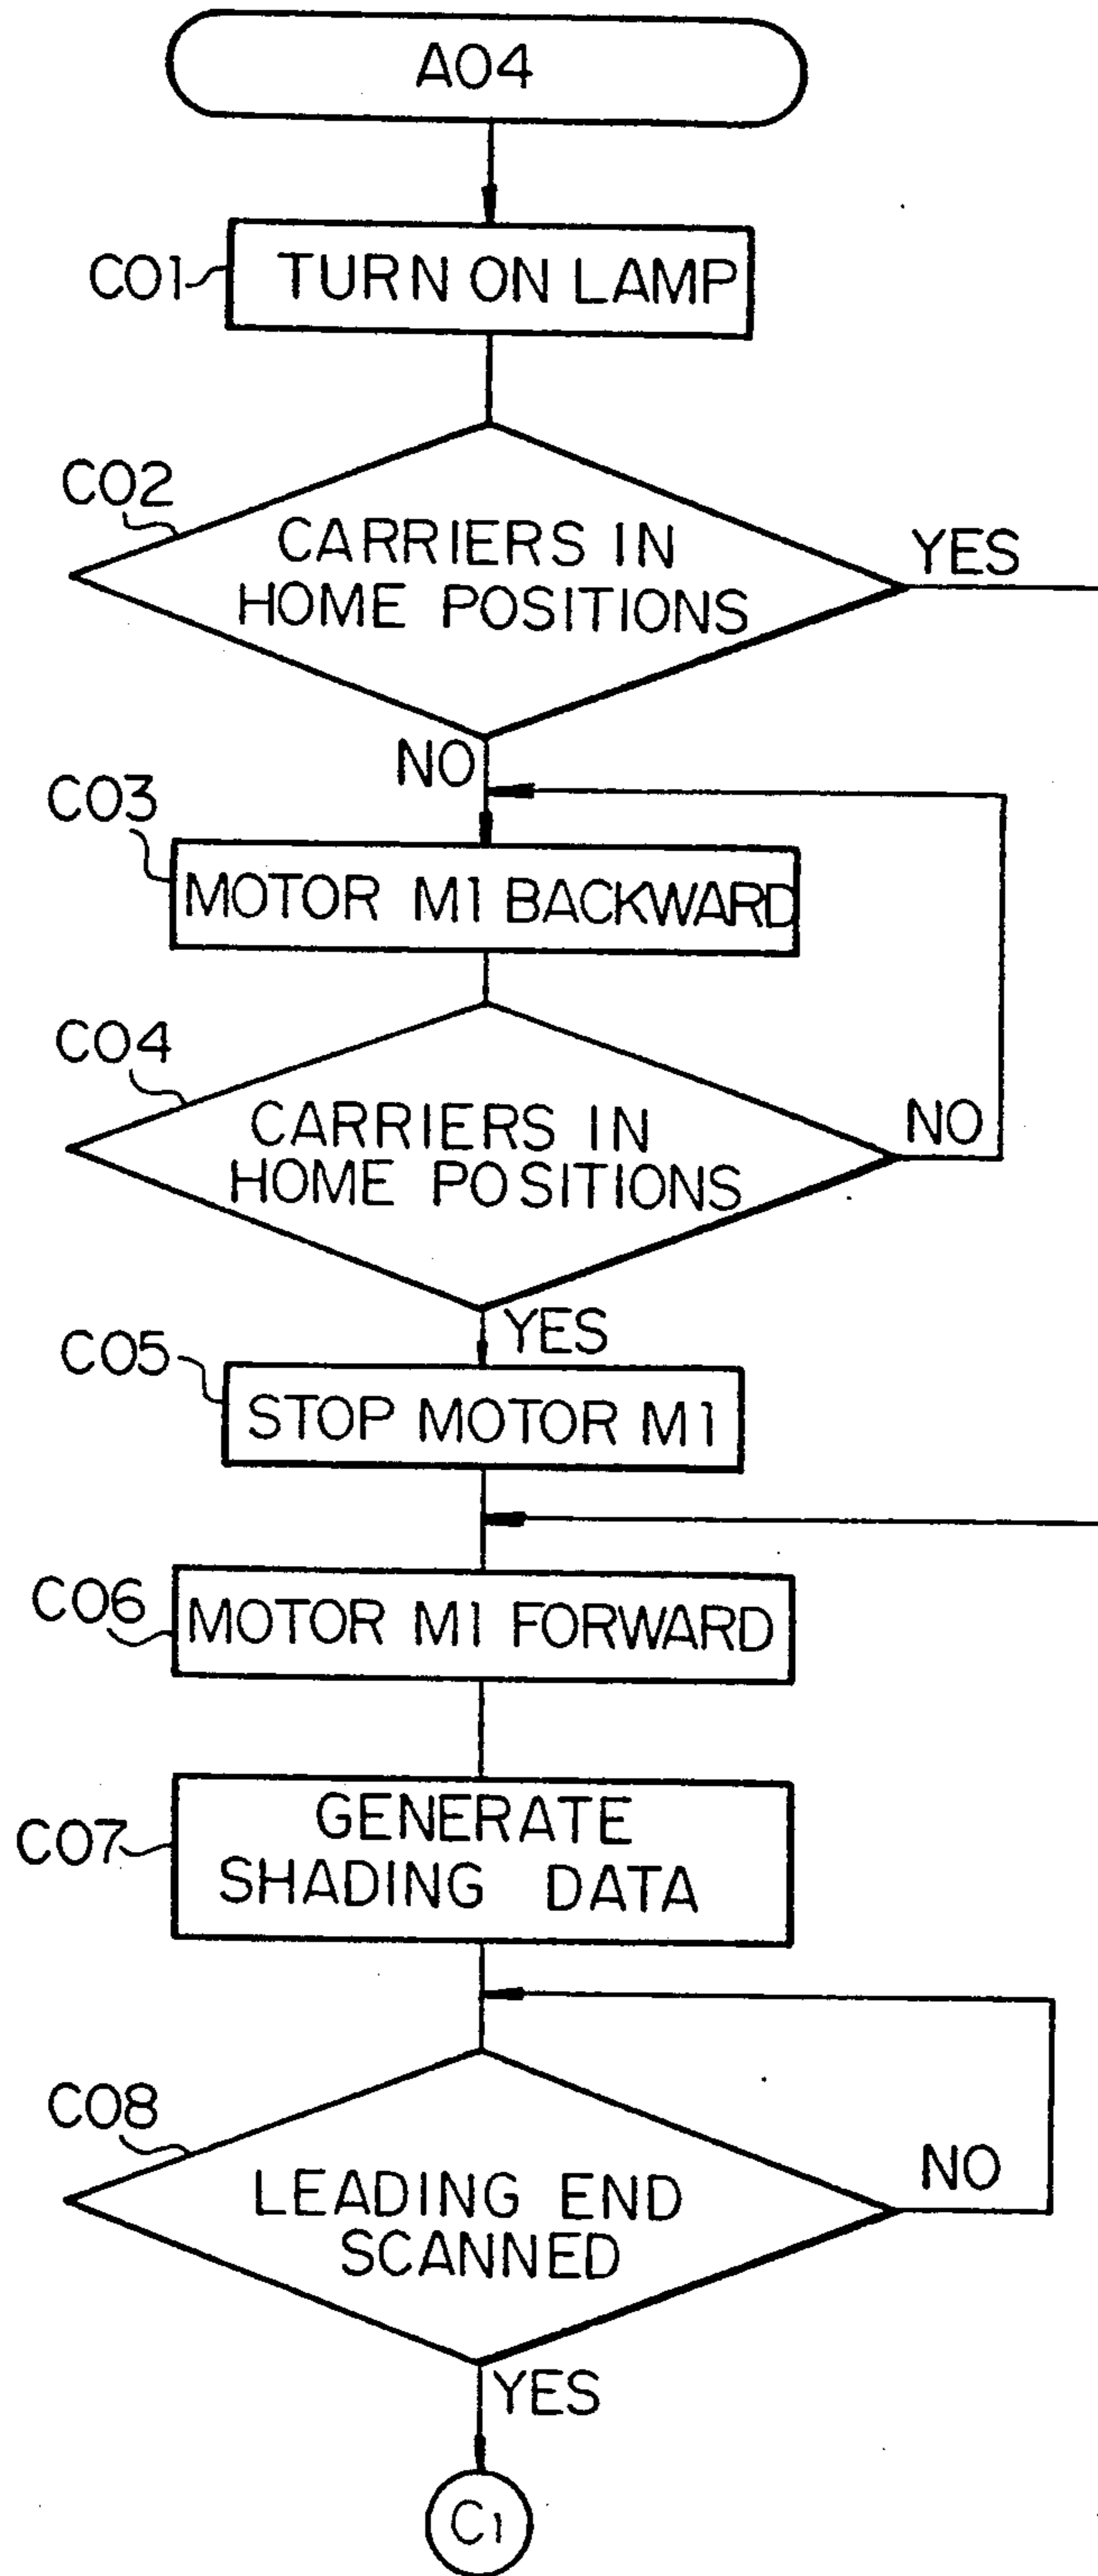 A04
C01
TURN ON LAMP
C02
CARRIERS IN
HOME POSITIONS
YES
NO
C03
MOTOR M1 BACKWARD
C04
CARRIERS IN
HOME POSITIONS
NO
YES
C05
STOP MOTOR M1
C06
MOTOR M1 FORWARD
C07
GENERATE
SHADING DATA
C08
LEADING END
SCANNED
NO
YES
C1